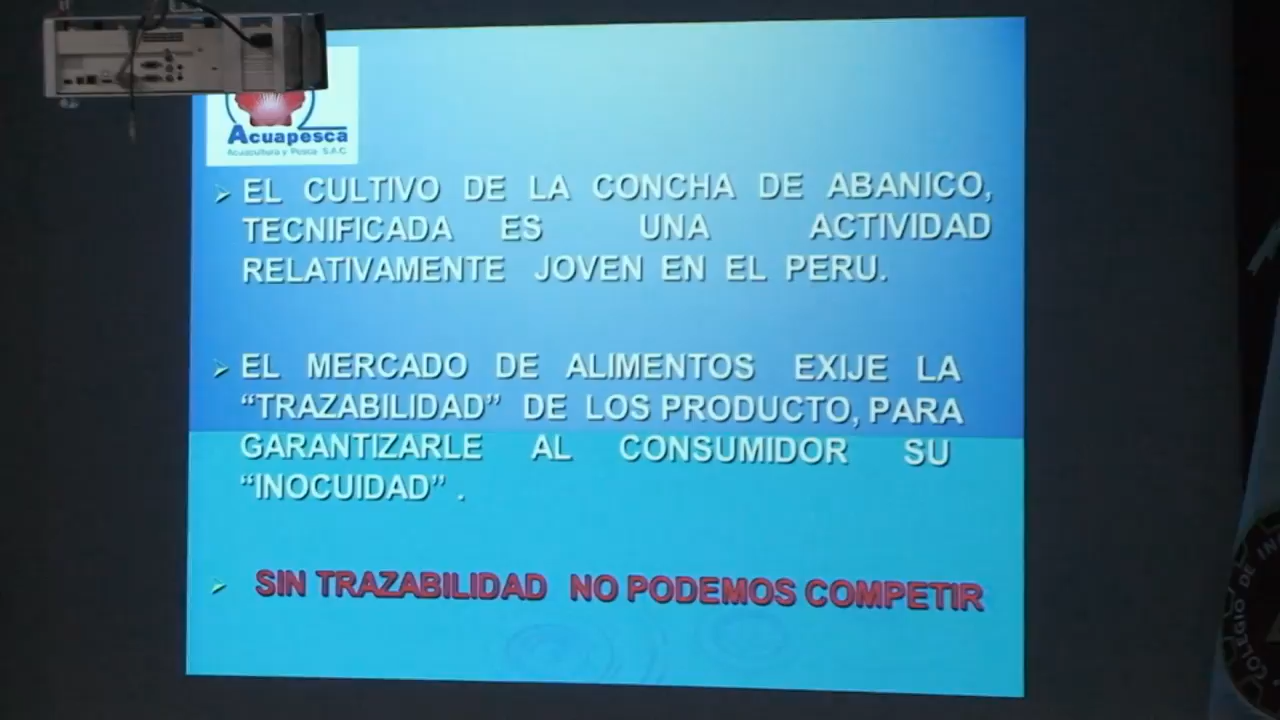 Acuapesca
Acuacultura y Pesca S.A.C.
➢ EL CULTIVO DE LA CONCHA DE ABANICO,
TECNIFICADA ES UNA ACTIVIDAD
RELATIVAMENTE JOVEN EN EL PERU.
➢ EL MERCADO DE ALIMENTOS EXIJE LA
“TRAZABILIDAD” DE LOS PRODUCTO, PARA
GARANTIZARLE AL CONSUMIDOR SU
“INOCUIDAD” .
➢ SIN TRAZABILIDAD NO PODEMOS COMPETIR
COLEGIO DE